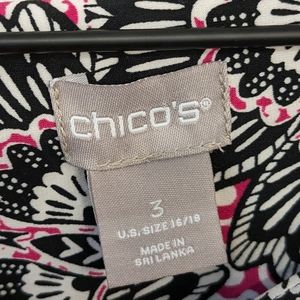 chico's®
3
U.S. SIZE 16/18
MADE IN
SRI LANKA